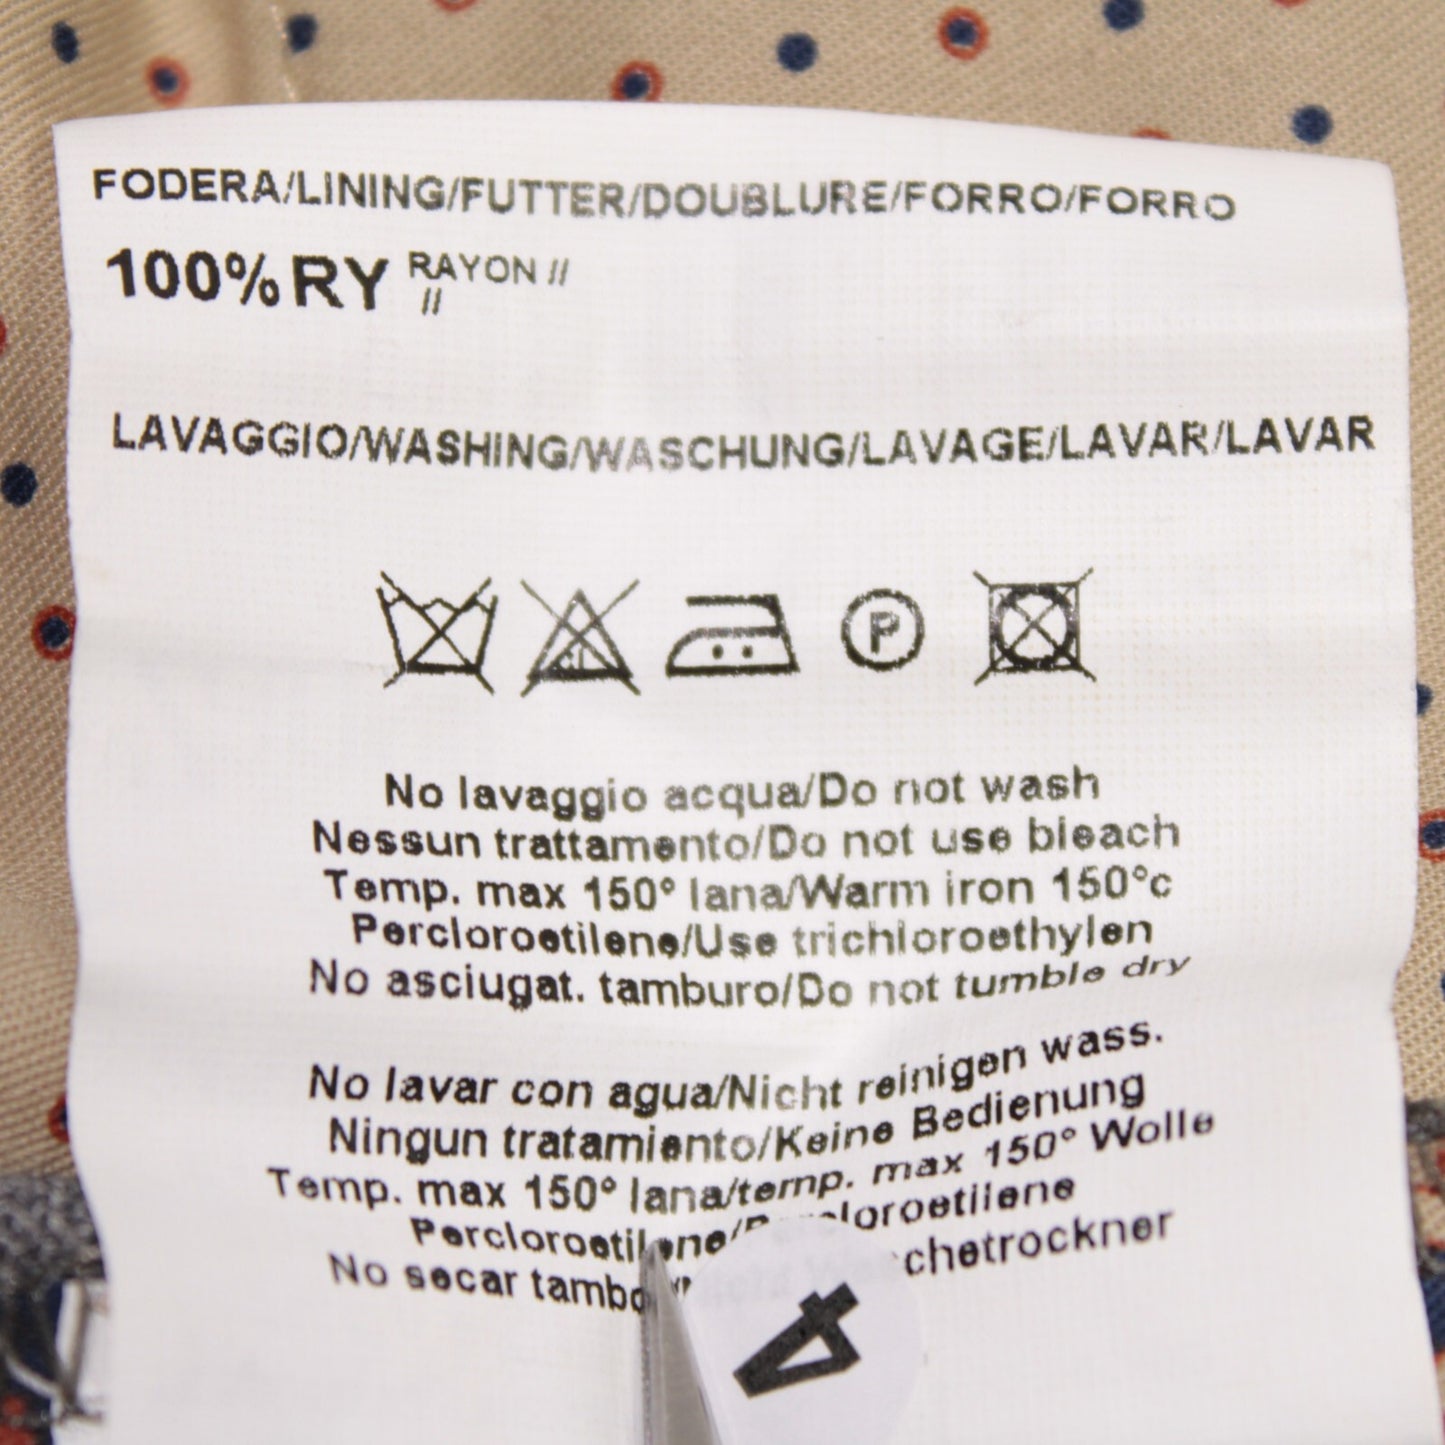 FODERA/LINING/FUTTER/DOUBLURE/FORRO/FORRO
100% RY RAYON //
//
LAVAGGIO/WASHING/WASCHUNG/LAVAGE/LAVAR/LAVAR
cl P
No lavaggio acqua/Do not wash
Nessun trattamento/Do not use bleach
Temp. max 150° lana/Warm iron 150°c
Percloroetilene/Use trichloroethylen
No asciugat. tamburo/Do not tumble dry
No lavar con agua/Nicht reinigen wass.
Ningun tratamiento/Keine Bedienung
Temp. max 150° lana/temp. max 150° Wolle
Percloroetilene/Percloroetilene
No secar
4